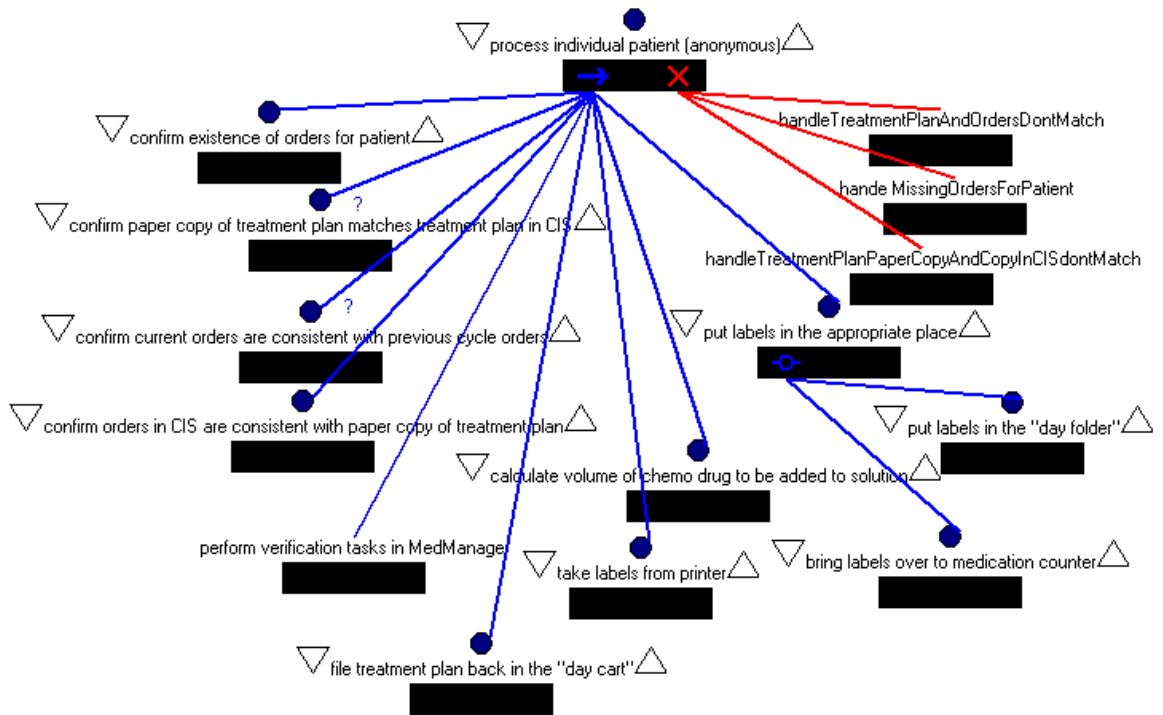 process individual patient (anonymous)
confirm existence of orders for patient
handleTreatmentPlanAndOrdersDontMatch
?
hande MissingOrdersForPatient
confirm paper copy of treatment plan matches treatment plan in CIS
handleTreatmentPlanPaperCopyAndCopyInCISdontMatch
?
confirm current orders are consistent with previous cycle orders
put labels in the appropriate place
confirm orders in CIS are consistent with paper copy of treatment plan
put labels in the "day folder"
calculate volume of chemo drug to be added to solution
perform verification tasks in MedManager
take labels from printer
bring labels over to medication counter
file treatment plan back in the "day cart"